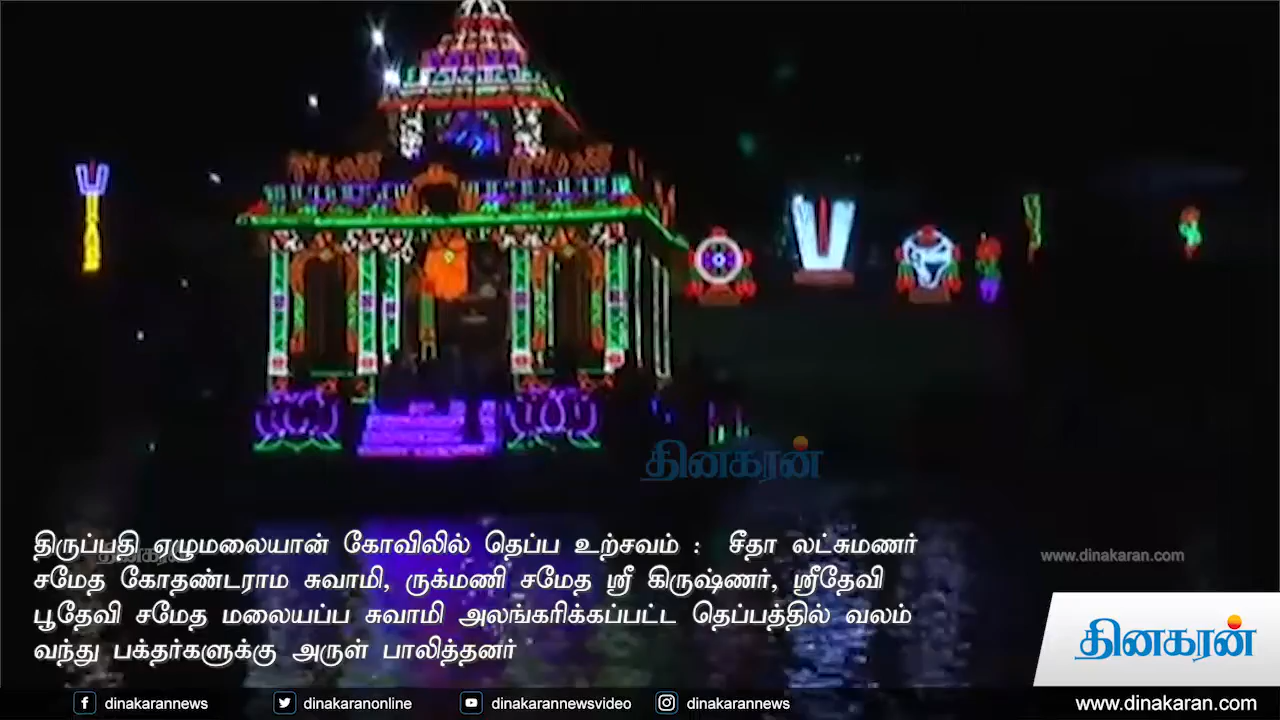 தினகரன்
திருப்பதி ஏழுமலையான் கோவிலில் தெப்ப உற்சவம் : சீதா லட்சுமணர்
சமேத கோதண்டராம சுவாமி, ருக்மணி சமேத ஸ்ரீ கிருஷ்ணர், ஸ்ரீதேவி
பூதேவி சமேத மலையப்ப சுவாமி அலங்கரிக்கப்பட்ட தெப்பத்தில் வலம்
வந்து பக்தர்களுக்கு அருள் பாலித்தனர்
தினகரன்
www.dinakaran.com
தினகரன்
dinakarannews
dinakaranonline
dinakarannewsvideo
dinakarannews
www.dinakaran.com